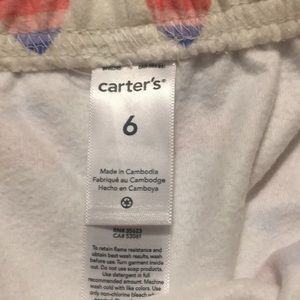 carter's®
6
Made in Cambodia
Fabriqué au Cambodge
Hecho en Camboya
RN# 35623
CA# 53061
To retain flame resistance and
obtain best wash results, wash
before use. Turn garment inside
out. Do not use soap products.
Use detergent in full
recommended amount. Machine
wash cold with like colors. Use
only non-chlorine bleach